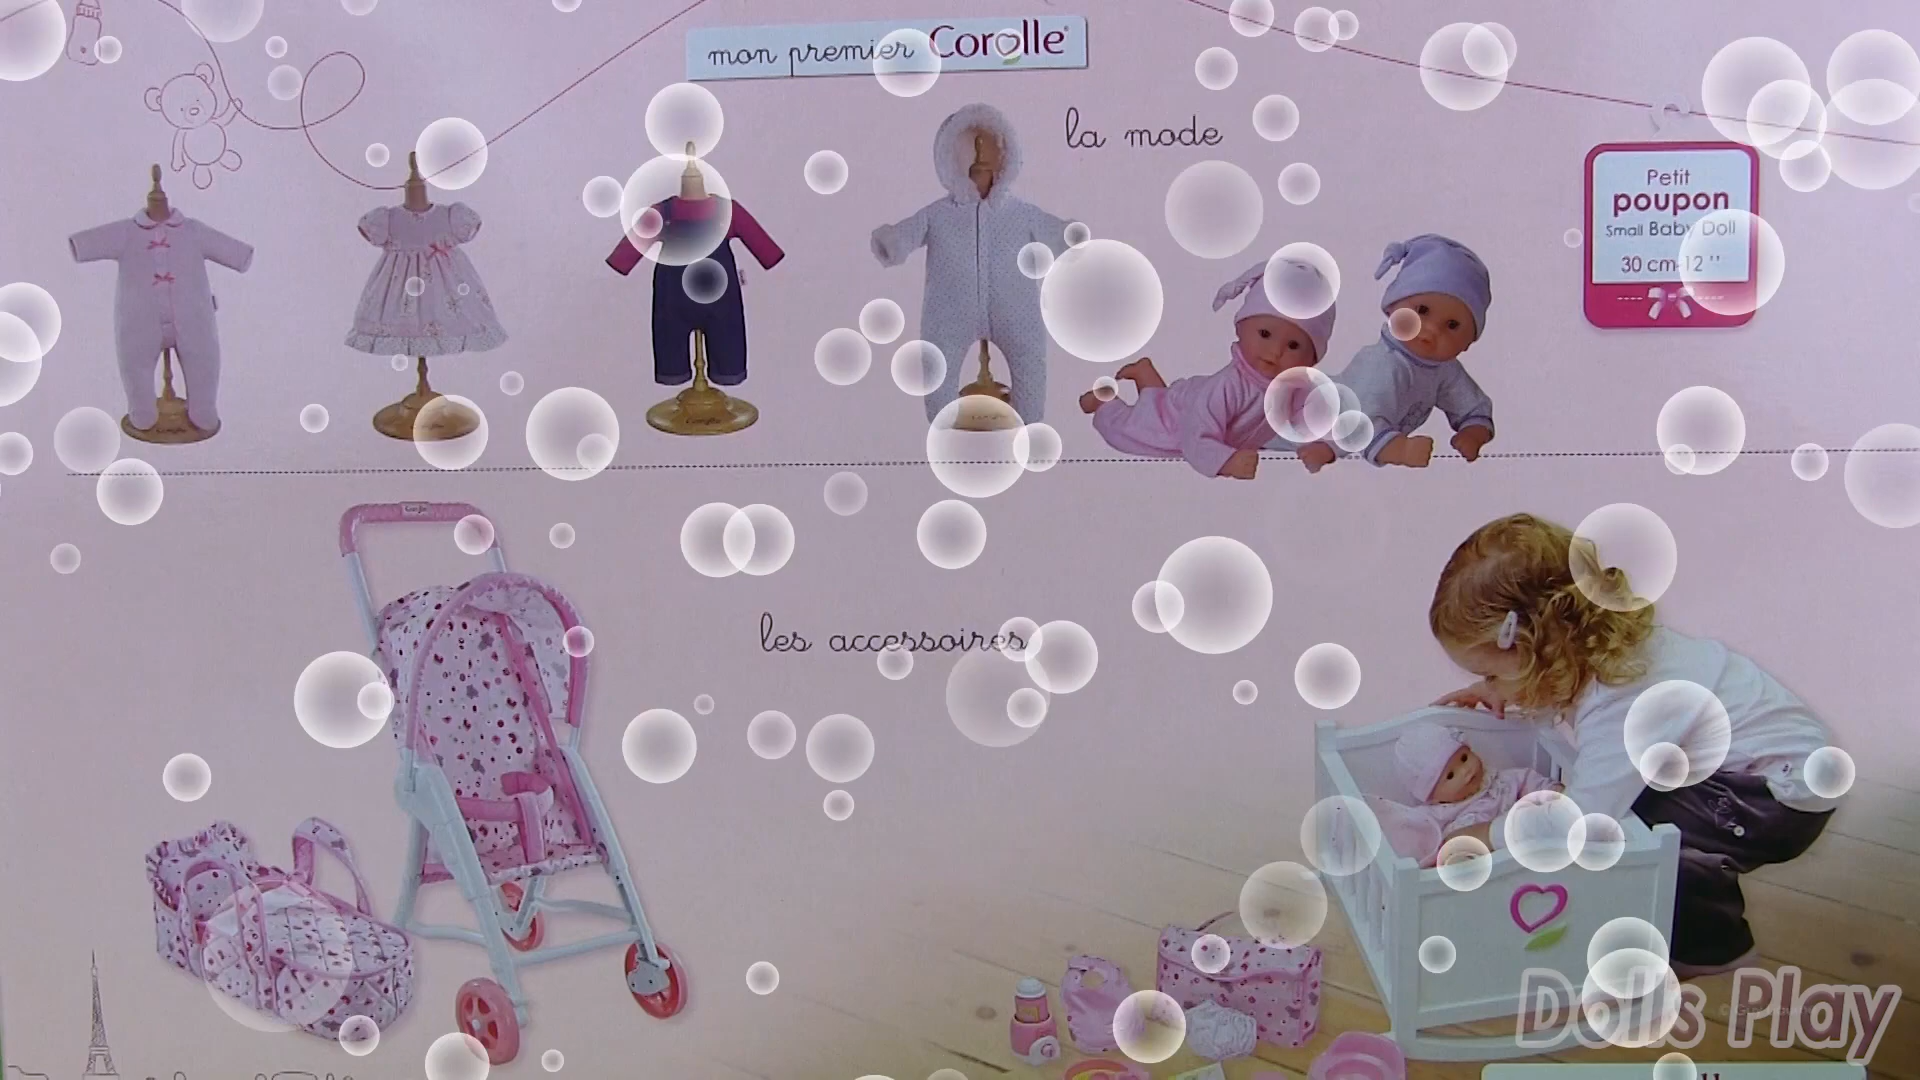 mon premier Corolle
la mode
Petit
poupon
Small Baby Doll
30 cm-12 ''
les accessoires
Dolls Play